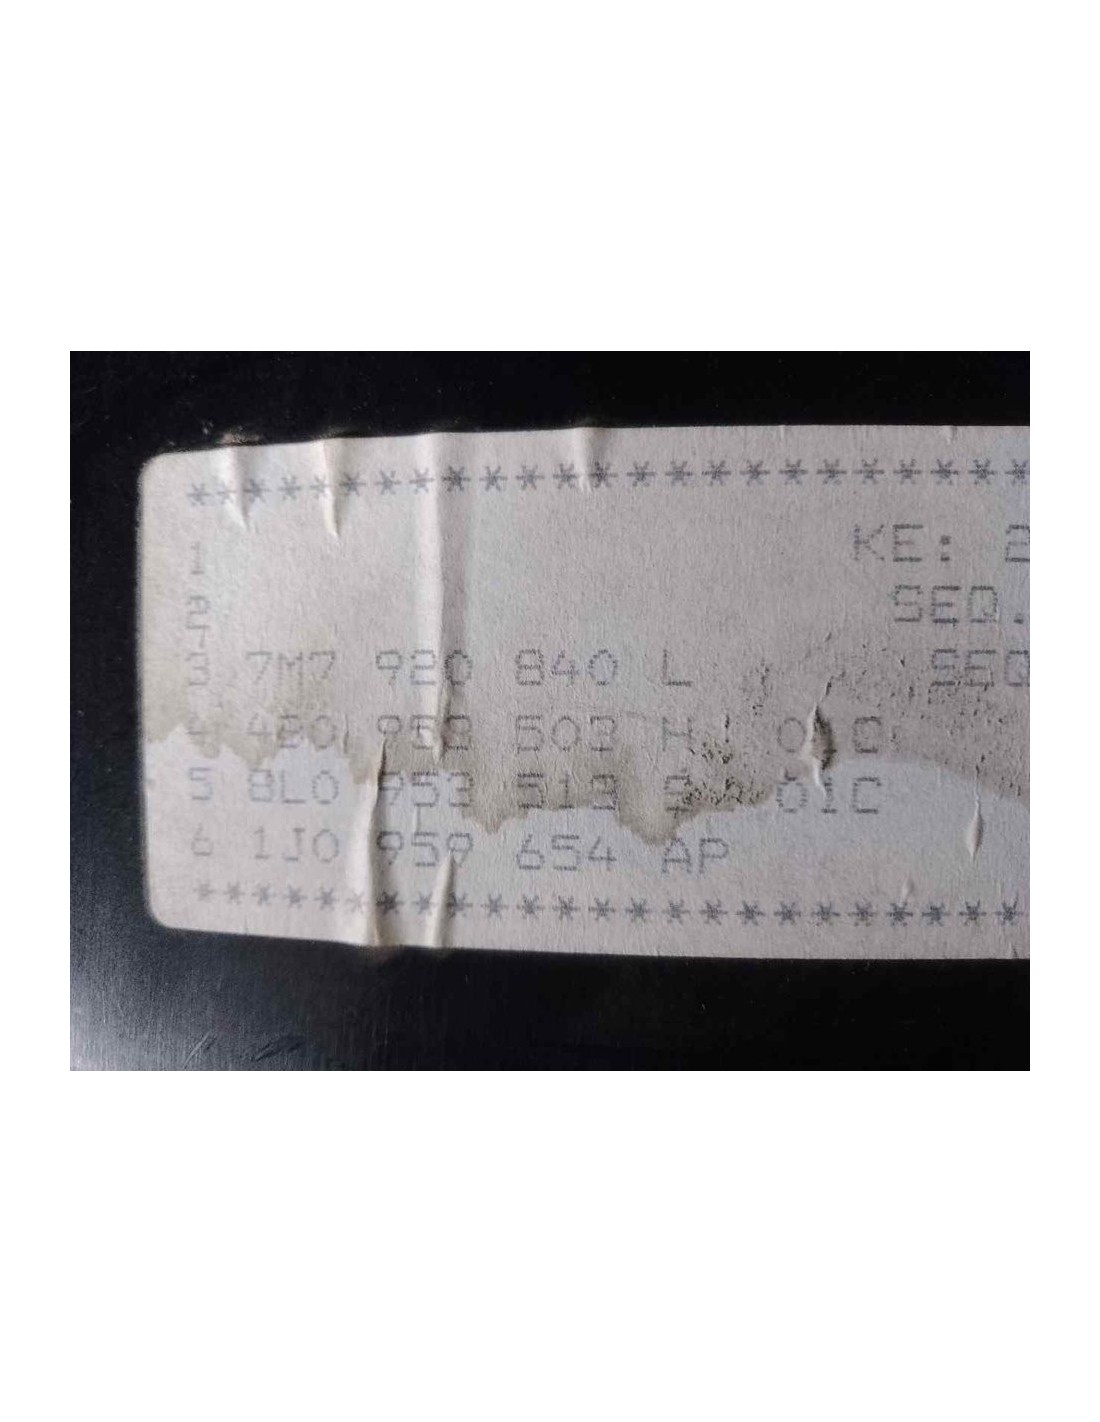 *************************
KE: 2
SEQ.
1
SEQ
3 7M7 920 840 L
4 4B0 953 503 H 01C
5 8L0 953 513 G 01C
6 1J0 959 654 AP
*************************